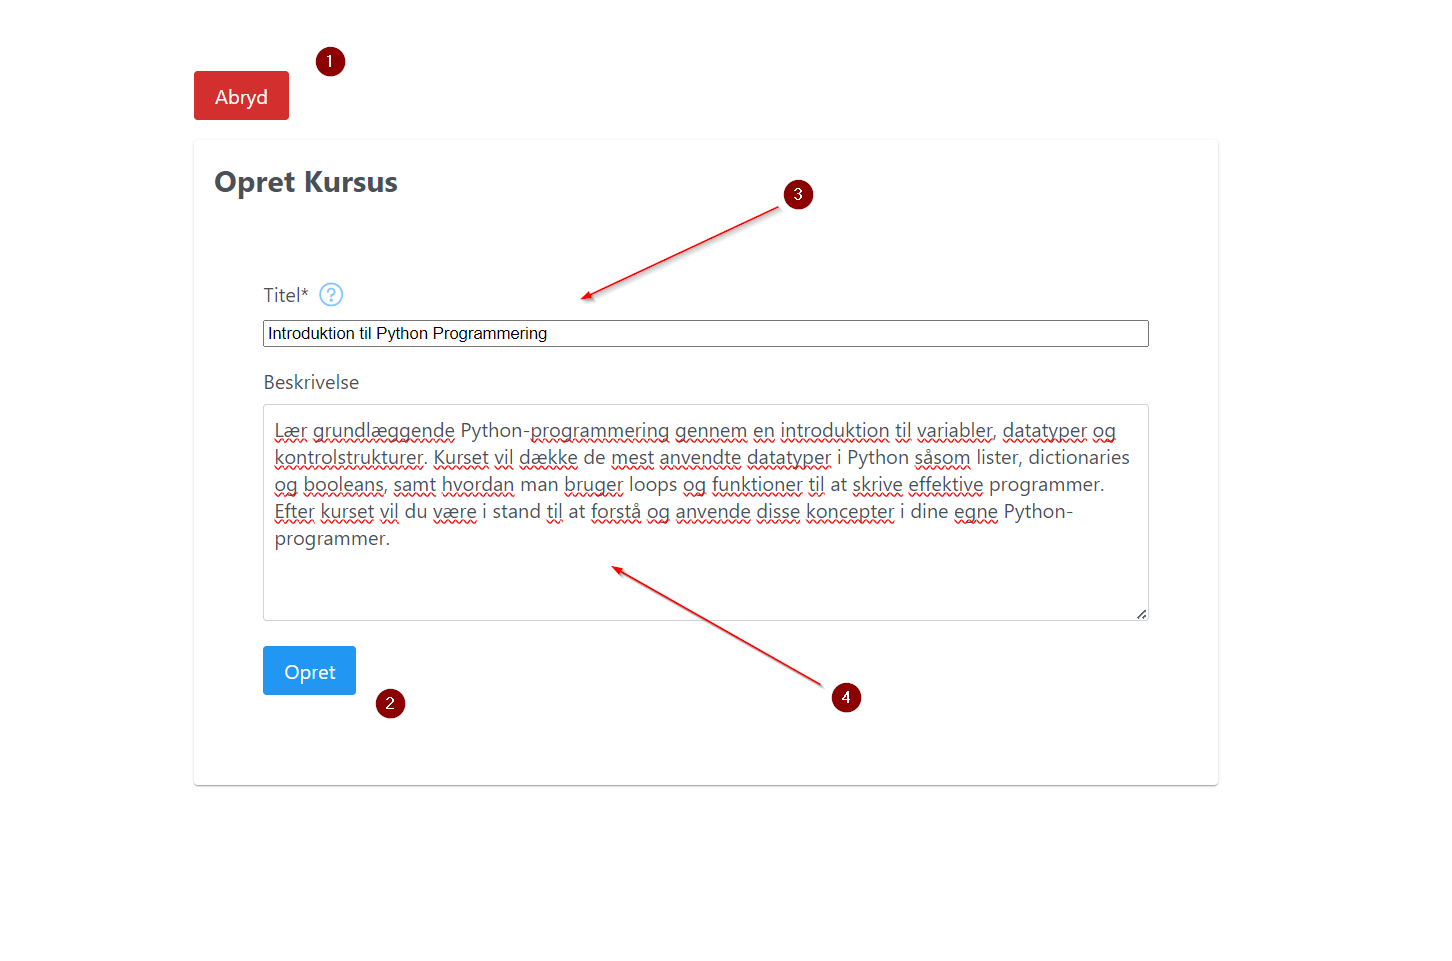 1
Abryd
Opret Kursus
3
Titel* ?
Introduktion til Python Programmering
Beskrivelse
Lær grundlæggende Python-programmering gennem en introduktion til variabler, datatyper og
kontrolstrukturer. Kurset vil dække de mest anvendte datatyper i Python såsom lister, dictionaries
og booleans, samt hvordan man bruger loops og funktioner til at skrive effektive programmer.
Efter kurset vil du være i stand til at forstå og anvende disse koncepter i dine egne Python-
programmer.
Opret
2
4